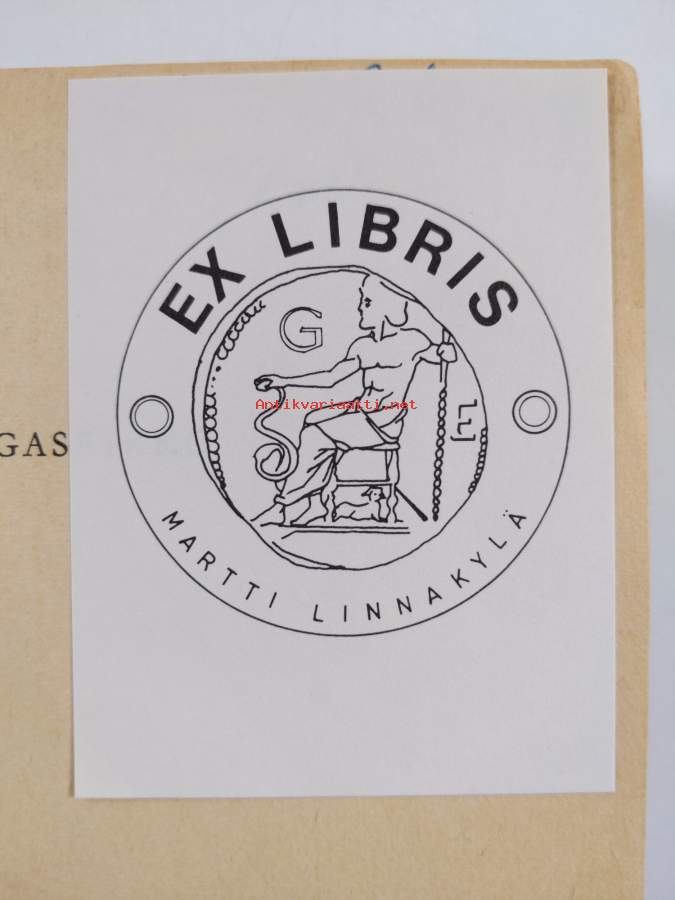 EX LIBRIS
G
Antikvariaatti.net
GAS
MARTTI LINNAKYLÄ